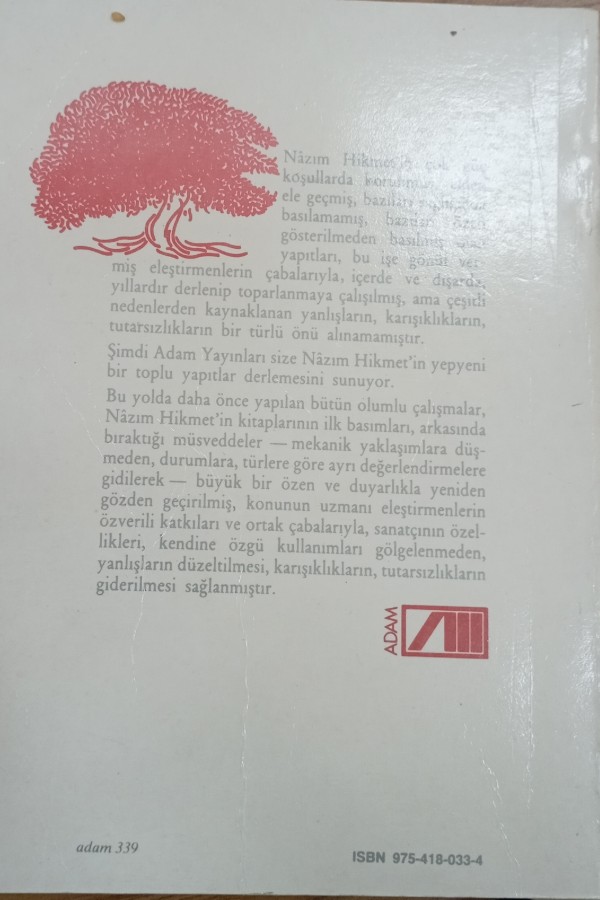 Nâzım Hikmet'in çok güç
koşullarda korunmuş, elden
ele geçmiş, bazıları
basılamamış, bazıları özen
gösterilmeden basılmış olan
yapıtları, bu işe gönül ver-
miş eleştirmenlerin çabalarıyla, içerde ve dışarda,
yıllardır derlenip toparlanmaya çalışılmış, ama çeşitli
nedenlerden kaynaklanan yanlışların, karışıklıkların,
tutarsızlıkların bir türlü önü alınamamıştır.
Şimdi Adam Yayınları size Nâzım Hikmet'in yepyeni
bir toplu yapıtlar derlemesini sunuyor.
Bu yolda daha önce yapılan bütün olumlu çalışmalar,
Nâzım Hikmet'in kitaplarının ilk basımları, arkasında
bıraktığı müsveddeler — mekanik yaklaşımlara düş-
meden, durumlara, türlere göre ayrı değerlendirmelere
gidilerek — büyük bir özen ve duyarlıkla yeniden
gözden geçirilmiş, konunun uzmanı eleştirmenlerin
özverili katkıları ve ortak çabalarıyla, sanatçının özel-
likleri, kendine özgü kullanımları gölgelenmeden,
yanlışların düzeltilmesi, karışıklıkların, tutarsızlıkların
giderilmesi sağlanmıştır.
ADAM
adam 339
ISBN 975-418-033-4